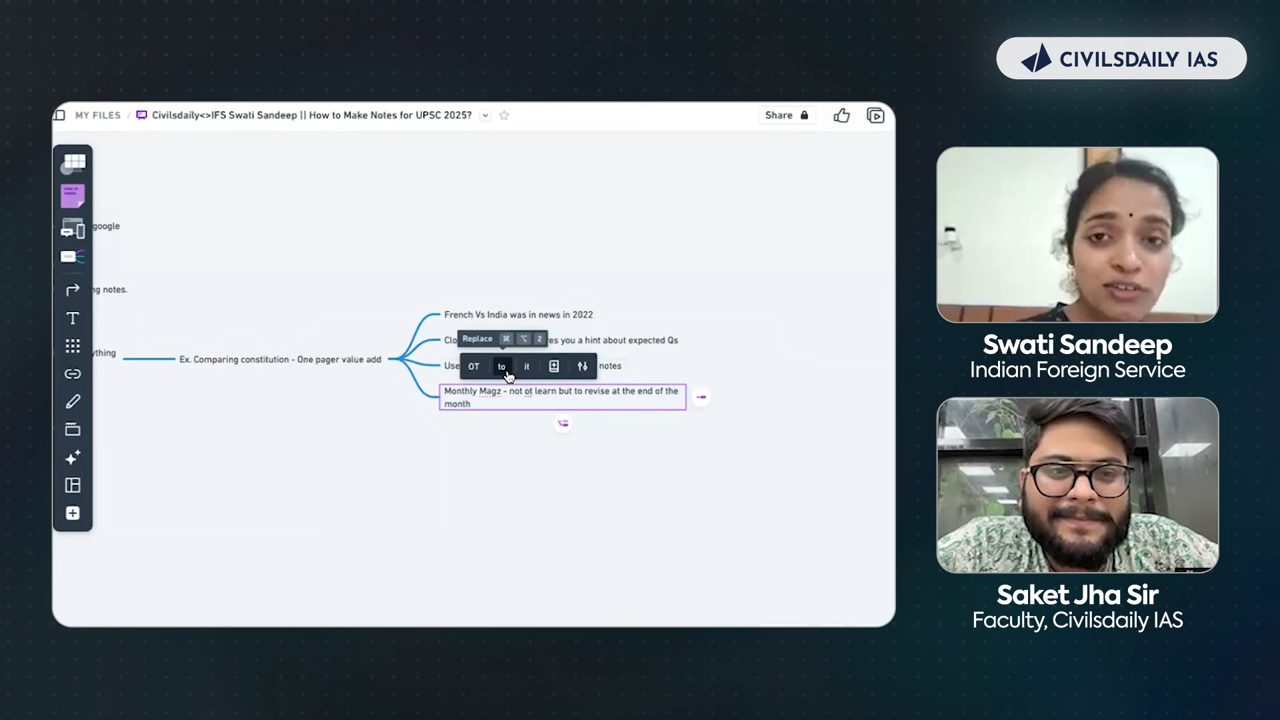 CIVILSDAILY IAS
MY FILES / Civilsdaily<>IFS Swati Sandeep || How to Make Notes for UPSC 2025?
Share
google
ng notes.
ything
Ex. Comparing constitution - One pager value add
French Vs India was in news in 2022
Replace ⌘ ⌥ 2
Clo
es you a hint about expected Qs
OT to it
Use
notes
Monthly Magz - not ot learn but to revise at the end of the
month
Swati Sandeep
Indian Foreign Service
Saket Jha Sir
Faculty, Civilsdaily IAS